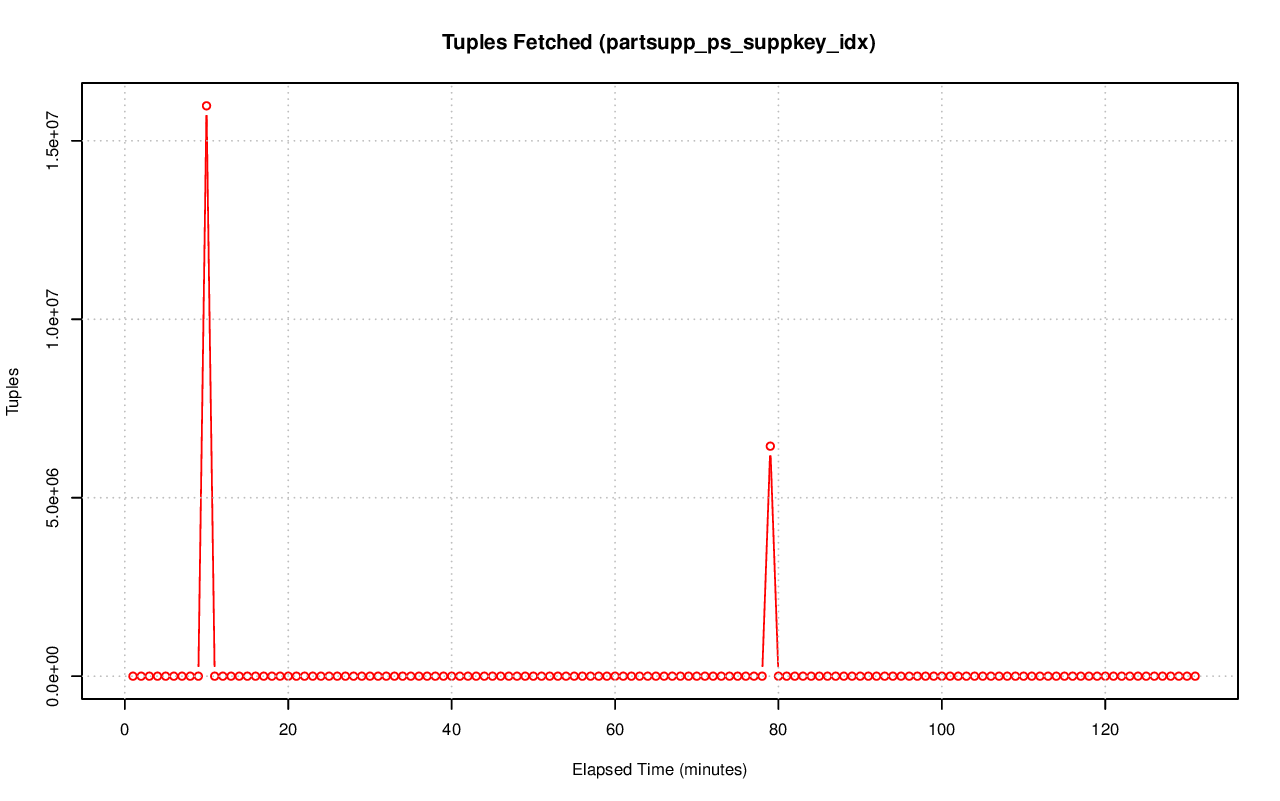 Tuples Fetched (partsupp_ps_suppkey_idx)
1.5e+07
1.0e+07
5.0e+06
0.0e+00
Tuples
0 20 40 60 80 100 120
Elapsed Time (minutes)